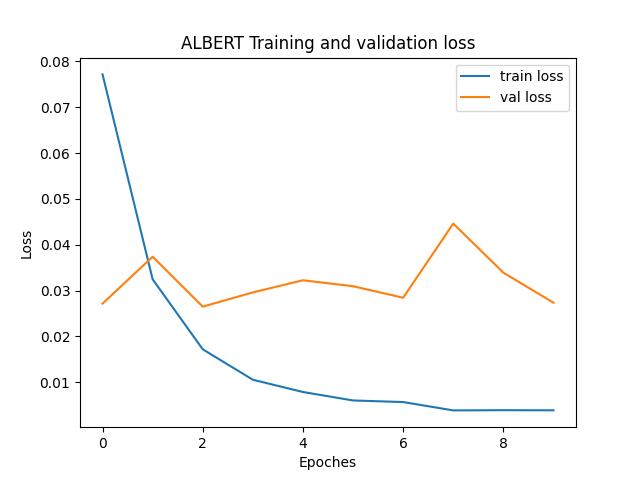 ALBERT Training and validation loss
train loss
val loss
0.08
0.07
0.06
0.05
0.04
0.03
0.02
0.01
Loss
0 2 4 6 8
Epoches